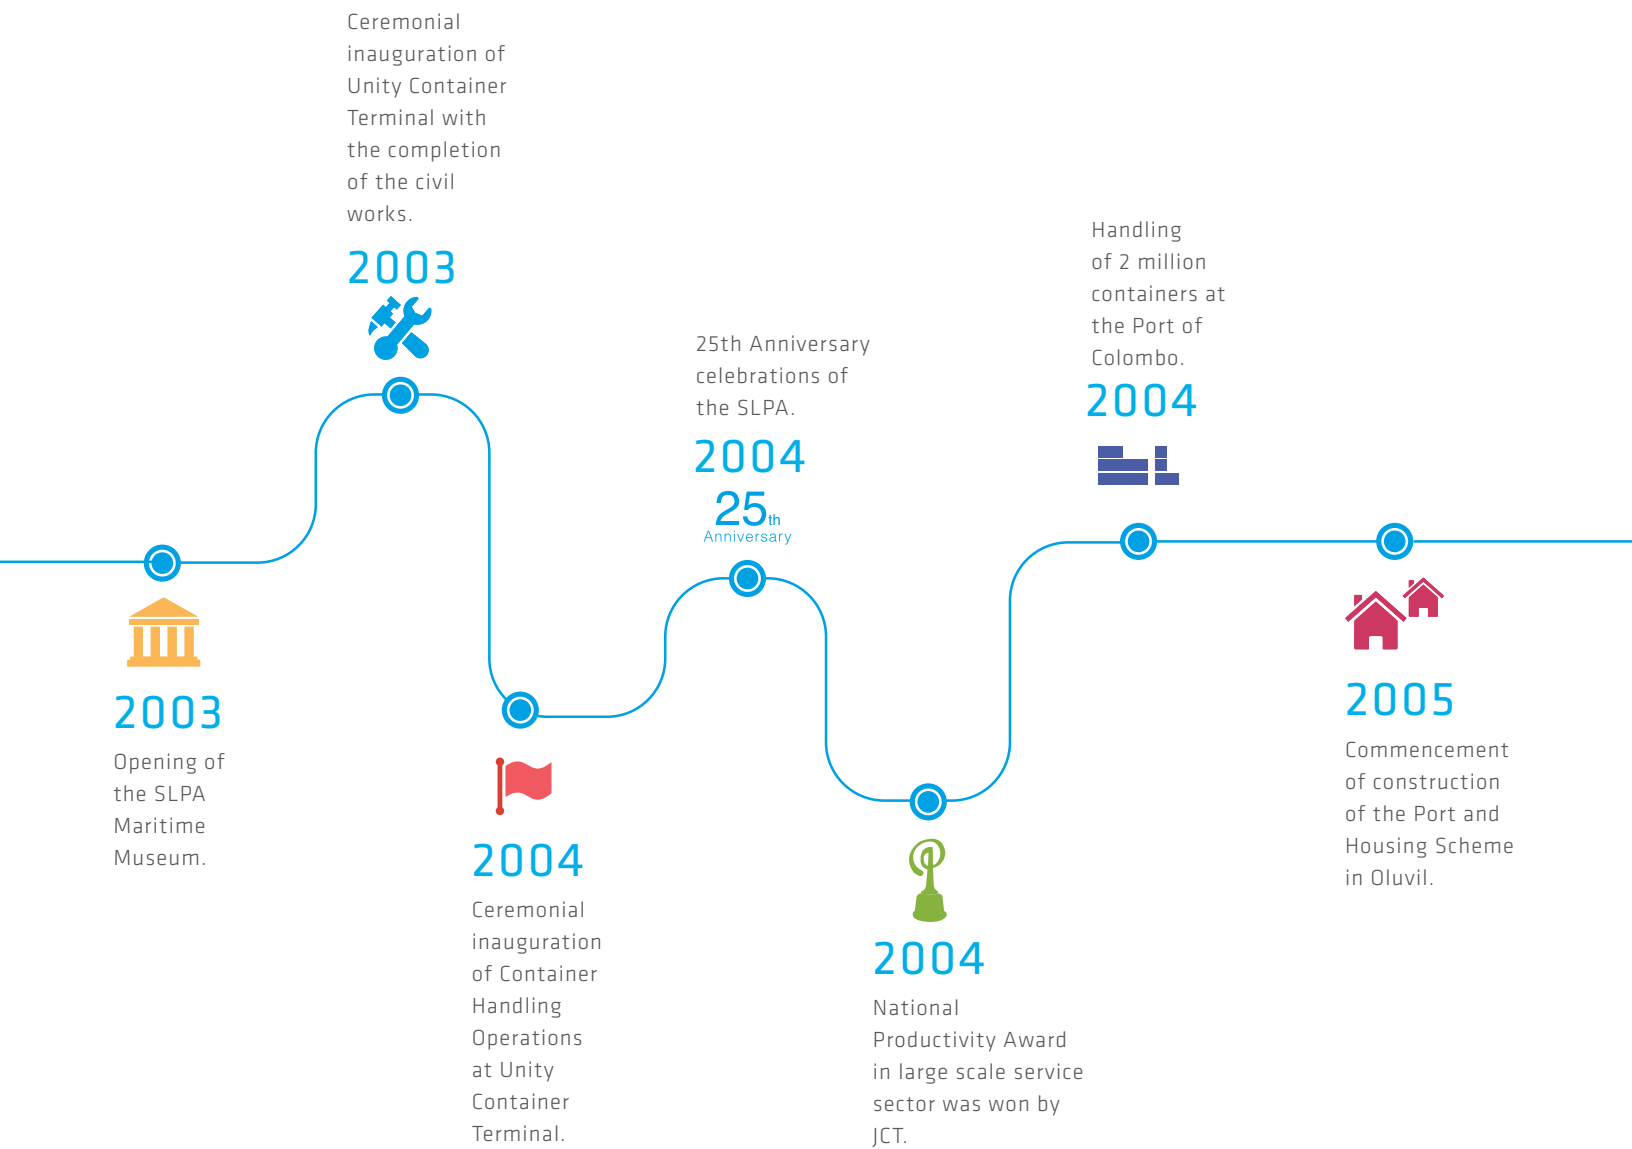 Ceremonial
inauguration of
Unity Container
Terminal with
the completion
of the civil
works.
2003
2003
Opening of
the SLPA
Maritime
Museum.
2004
Ceremonial
inauguration
of Container
Handling
Operations
at Unity
Container
Terminal.
25th Anniversary
celebrations of
the SLPA.
2004
25th
Anniversary
2004
National
Productivity Award
in large scale service
sector was won by
JCT.
Handling
of 2 million
containers at
the Port of
Colombo.
2004
2005
Commencement
of construction
of the Port and
Housing Scheme
in Oluvil.